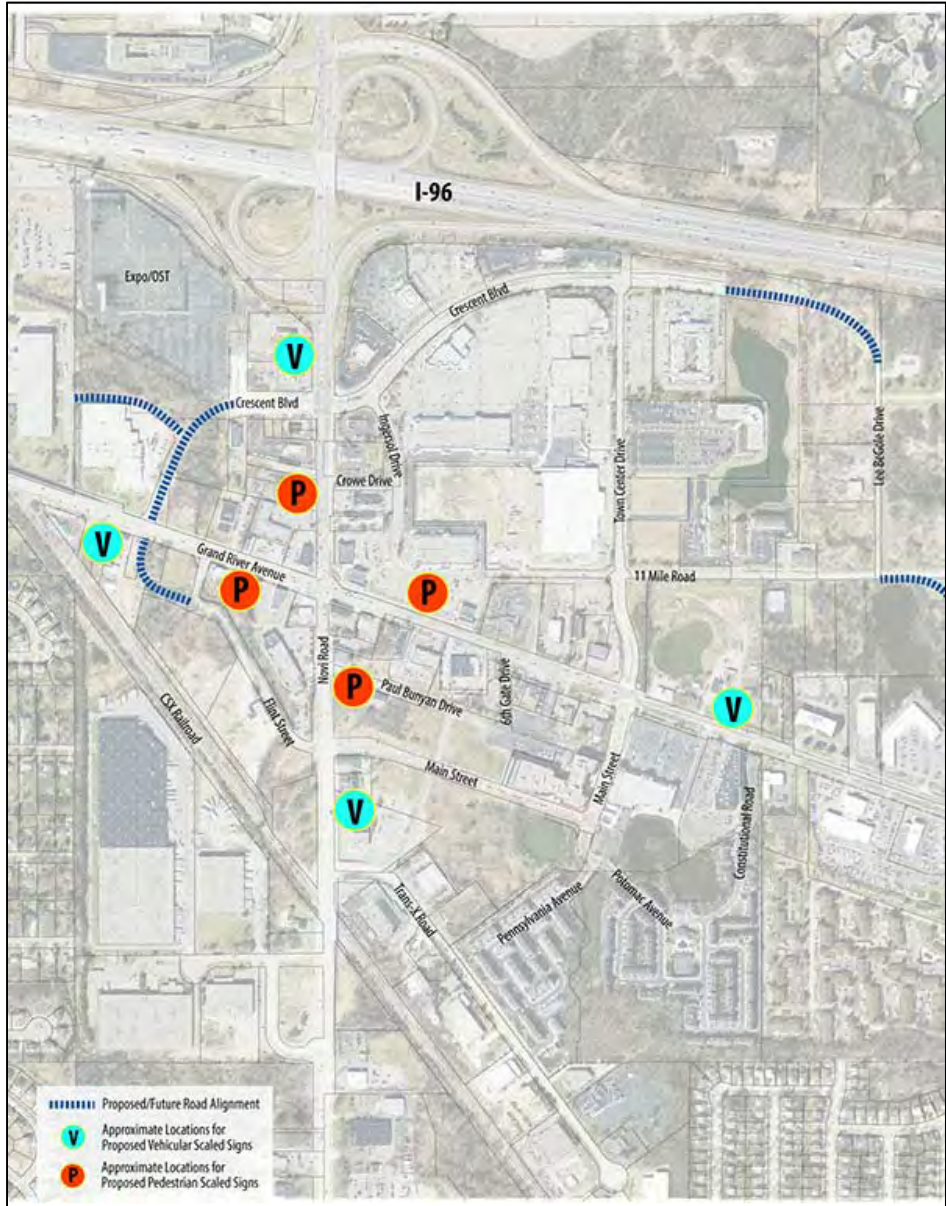 I-96
Expo/OST
Crescent Blvd
V
Crescent Blvd
Ingersol Drive
Lee BeGole Drive
Town Center Drive
P
Crowe Drive
V
Grand River Avenue
P
P
11 Mile Road
Novi Road
P
Paul Bunyan Drive
6th Gate Drive
V
CSX Railroad
Flint Street
Main Street
Main Street
V
Constitutional Road
Trans-X Road
Pennsylvania Avenue
Potomac Avenue
Proposed/Future Road Alignment
V
Approximate Locations for
Proposed Vehicular Scaled Signs
P
Approximate Locations for
Proposed Pedestrian Scaled Signs